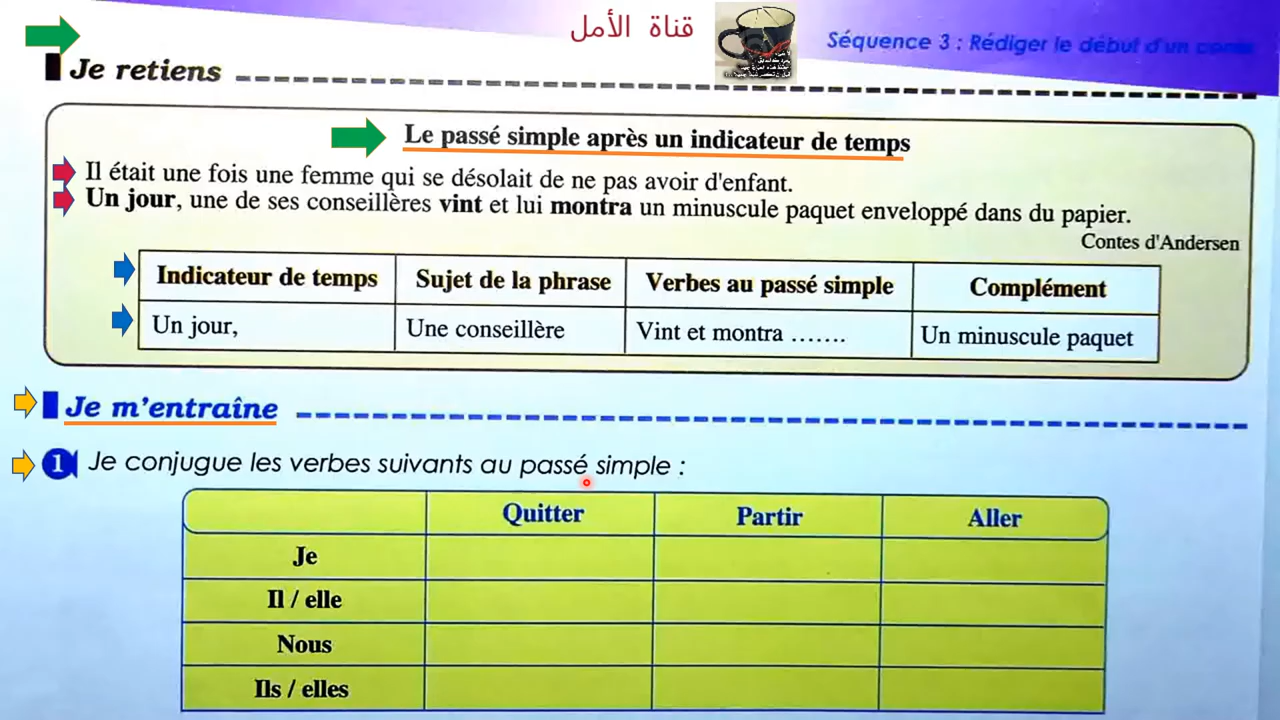 قناة الأمل
Séquence 3 : Rédiger le début d'un conte
Je retiens
Le passé simple après un indicateur de temps
Il était une fois une femme qui se désolait de ne pas avoir d'enfant.
Un jour, une de ses conseillères vint et lui montra un minuscule paquet enveloppé dans du papier.
Contes d'Andersen
Indicateur de temps Sujet de la phrase Verbes au passé simple Complément
Un jour, Une conseillère Vint et montra ....... Un minuscule paquet
Je m'entraîne
1 Je conjugue les verbes suivants au passé simple :
Quitter Partir Aller
Je
Il / elle
Nous
Ils / elles